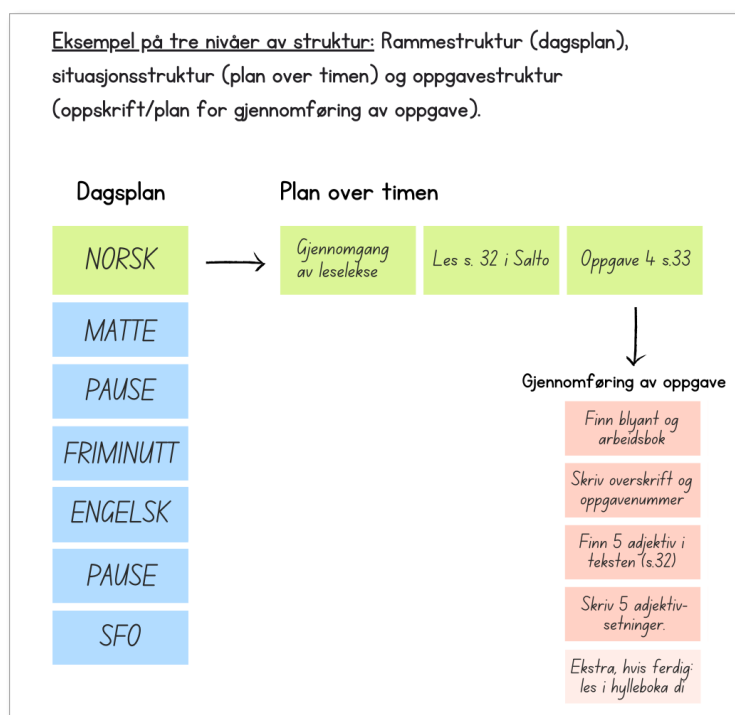 Eksempel på tre nivåer av struktur: Rammestruktur (dagsplan),
situasjonsstruktur (plan over timen) og oppgavestruktur
(oppskrift/plan for gjennomføring av oppgave).
Dagsplan
NORSK
MATTE
PAUSE
FRIMINUTT
ENGELSK
PAUSE
SFO
Plan over timen
Gjennomgang
av leselekse
Les s. 32 i Salto
Oppgave 4 s.33
Gjennomføring av oppgave
Finn blyant og
arbeidsbok
Skriv overskrift og
oppgavenummer
Finn 5 adjektiv i
teksten (s.32)
Skriv 5 adjektiv-
setninger.
Ekstra, hvis ferdig:
les i hylleboka di